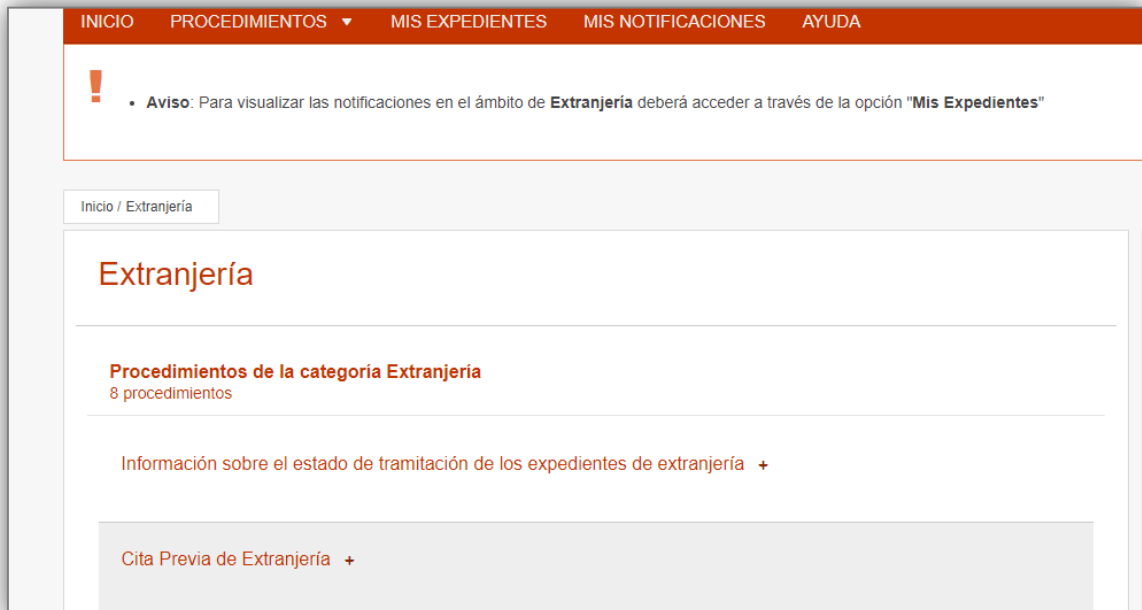 INICIO PROCEDIMIENTOS ▼ MIS EXPEDIENTES MIS NOTIFICACIONES AYUDA
! • Aviso: Para visualizar las notificaciones en el ámbito de Extranjería deberá acceder a través de la opción "Mis Expedientes"
Inicio / Extranjería
Extranjería
Procedimientos de la categoría Extranjería
8 procedimientos
Información sobre el estado de tramitación de los expedientes de extranjería +
Cita Previa de Extranjería +